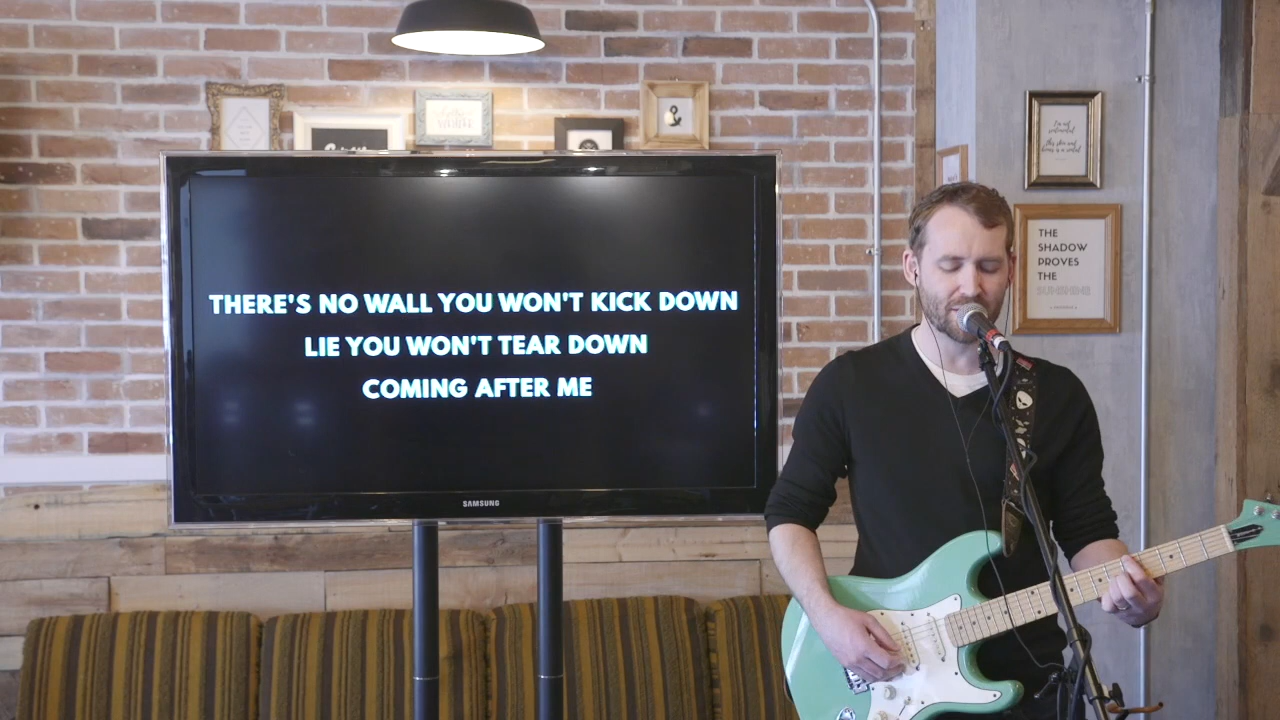 THERE'S NO WALL YOU WON'T KICK DOWN
LIE YOU WON'T TEAR DOWN
COMING AFTER ME
SAMSUNG
THE
SHADOW
PROVES
THE
SUNSHINE